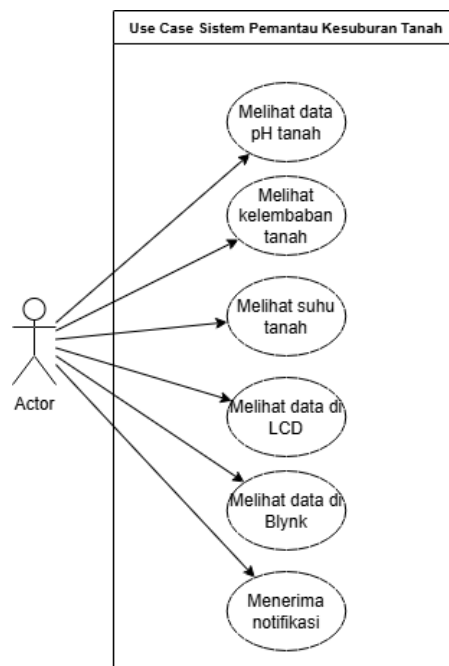 Use Case Sistem Pemantau Kesuburan Tanah
Melihat data
pH tanah
Melihat
kelembaban
tanah
Melihat suhu
tanah
Actor
Melihat data di
LCD
Melihat data di
Blynk
Menerima
notifikasi